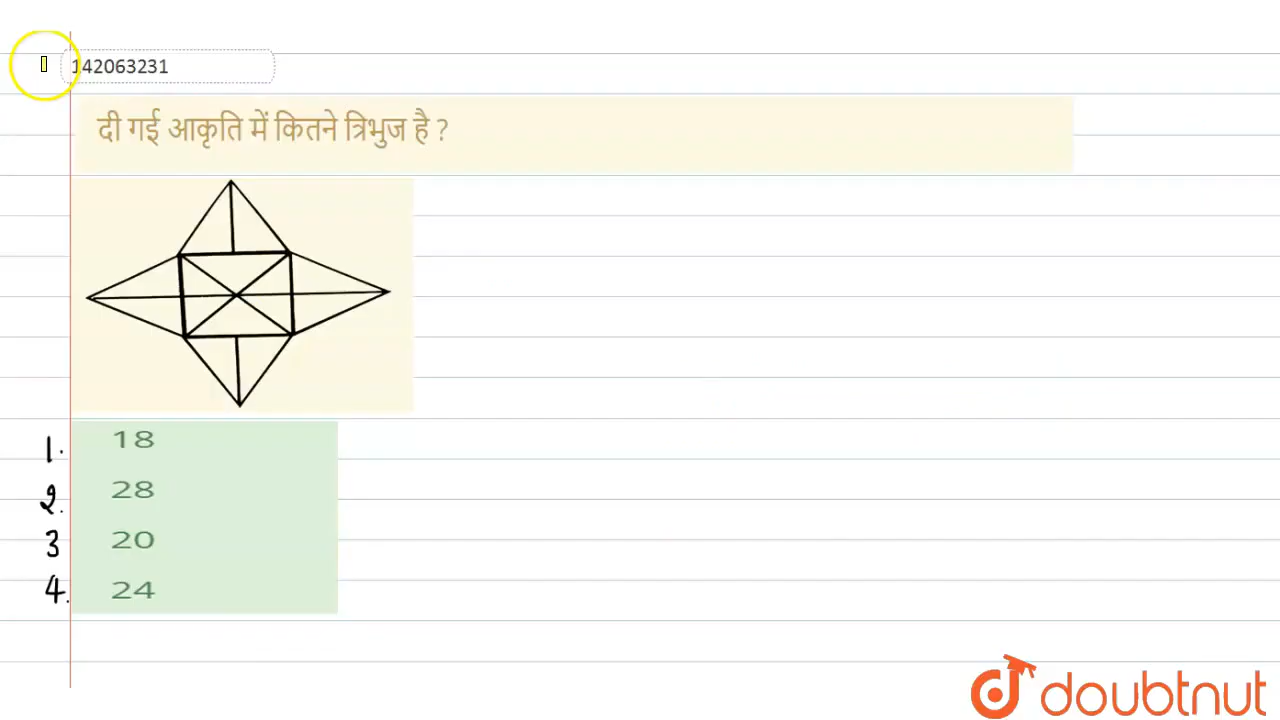 142063231
दी गई आकृति में कितने त्रिभुज है ?
1. 18
2. 28
3 20
4. 24
doubtnut